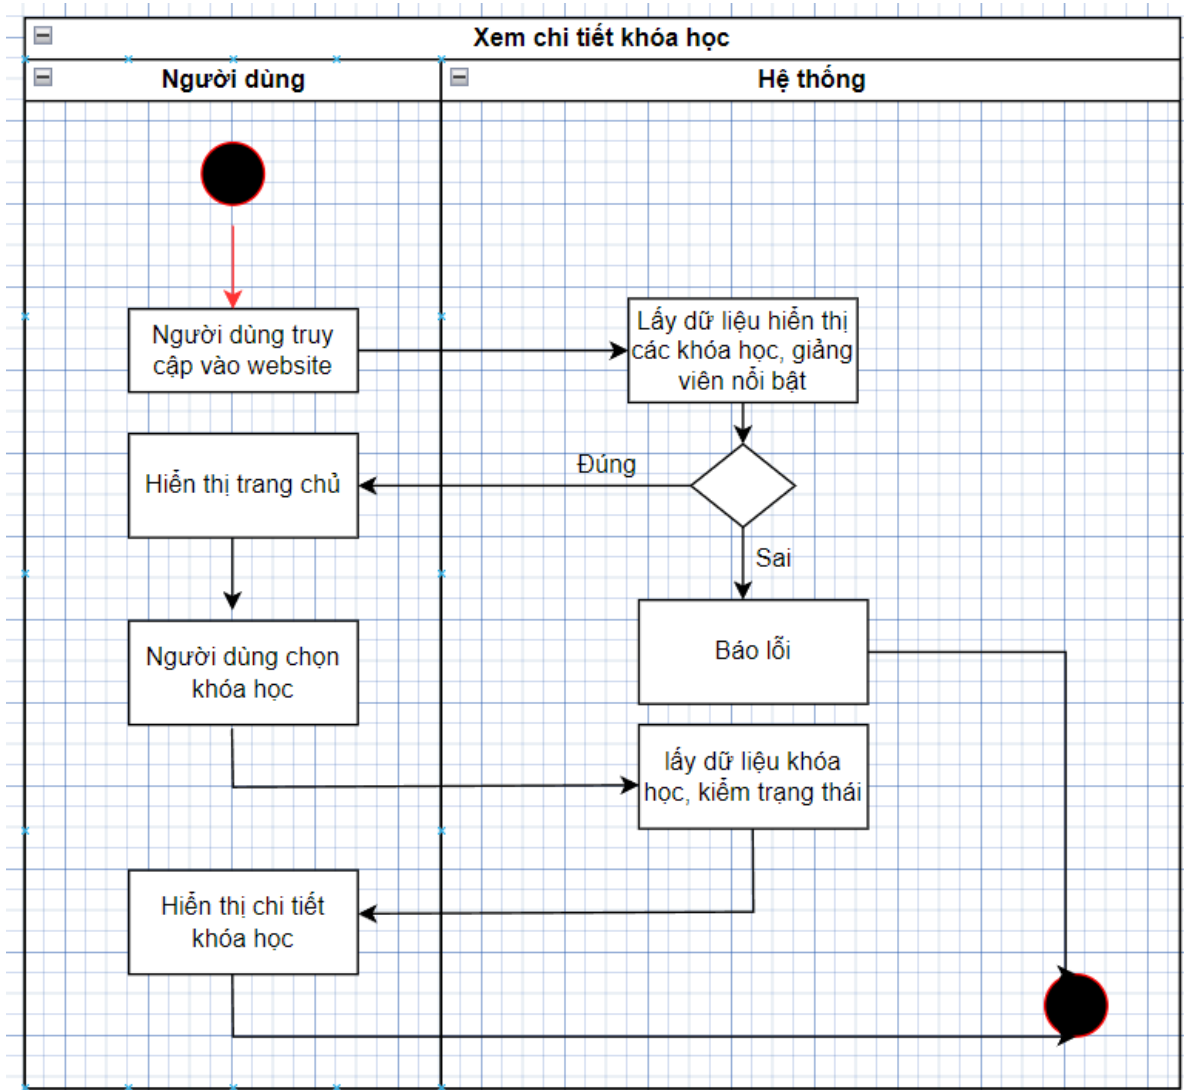 Xem chi tiết khóa học
Người dùng
Hệ thống
Người dùng truy
cập vào website
Lấy dữ liệu hiển thị
các khóa học, giảng
viên nổi bật
Hiển thị trang chủ
Đúng
Sai
Báo lỗi
Người dùng chọn
khóa học
lấy dữ liệu khóa
học, kiểm trạng thái
Hiển thị chi tiết
khóa học